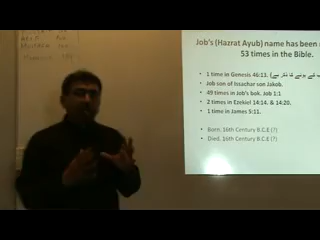 Job's (Hazrat Ayub) name has been
53 times in the Bible.
• 1 time in Genesis 46:13.
• Job son of Issachar son Jakob.
• 49 times in Job's bok. Job 1:1
• 2 times in Ezekiel 14:14. & 14:20.
• 1 time in James 5:11.
• Born. 16th Century B.C.E (?)
• Died. 16th Century B.C.E (?)